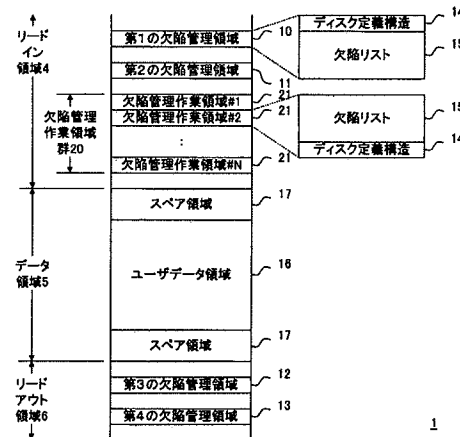 リード
イン
領域4
欠陥管理
作業領域
群20
データ
領域5
リード
アウト
領域6
第1の欠陥管理領域
第2の欠陥管理領域
欠陥管理作業領域#1
欠陥管理作業領域#2
:
欠陥管理作業領域#N
スペア領域
ユーザデータ領域
スペア領域
第3の欠陥管理領域
第4の欠陥管理領域
10
11
21
21
21
17
16
17
12
13
ディスク定義構造
欠陥リスト
14
15
欠陥リスト
ディスク定義構造
15
14
1